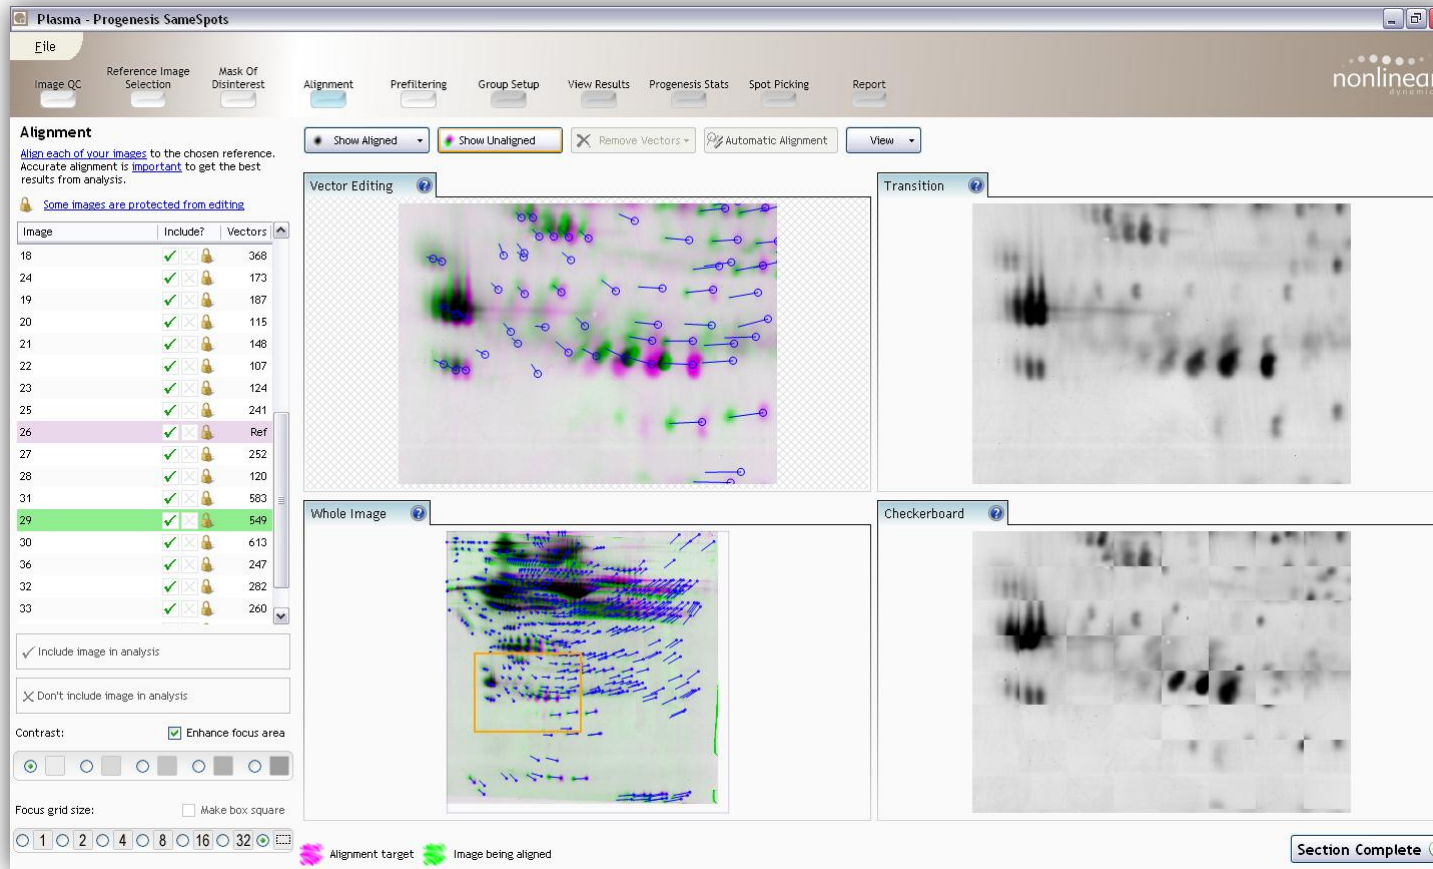 Plasma - Progenesis SameSpots
File
Image QC
Reference Image
Selection
Mask Of
Disinterest
Alignment
Prefiltering
Group Setup
View Results
Progenesis Stats
Spot Picking
Report
nonlinear
dynamic
Alignment
Align each of your images to the chosen reference.
Accurate alignment is important to get the best
results from analysis.
Some images are protected from editing
Image Include? Vectors
18 368
24 173
19 187
20 115
21 148
22 107
23 124
25 241
26 Ref
27 252
28 120
31 583
29 549
30 613
36 247
32 282
33 260
Include image in analysis
Don't include image in analysis
Contrast: Enhance focus area
Focus grid size: Make box square
1 2 4 8 16 32
Show Aligned Show Unaligned Remove Vectors Automatic Alignment View
Vector Editing ?
Transition ?
Whole Image ?
Checkerboard ?
Alignment target Image being aligned
Section Complete